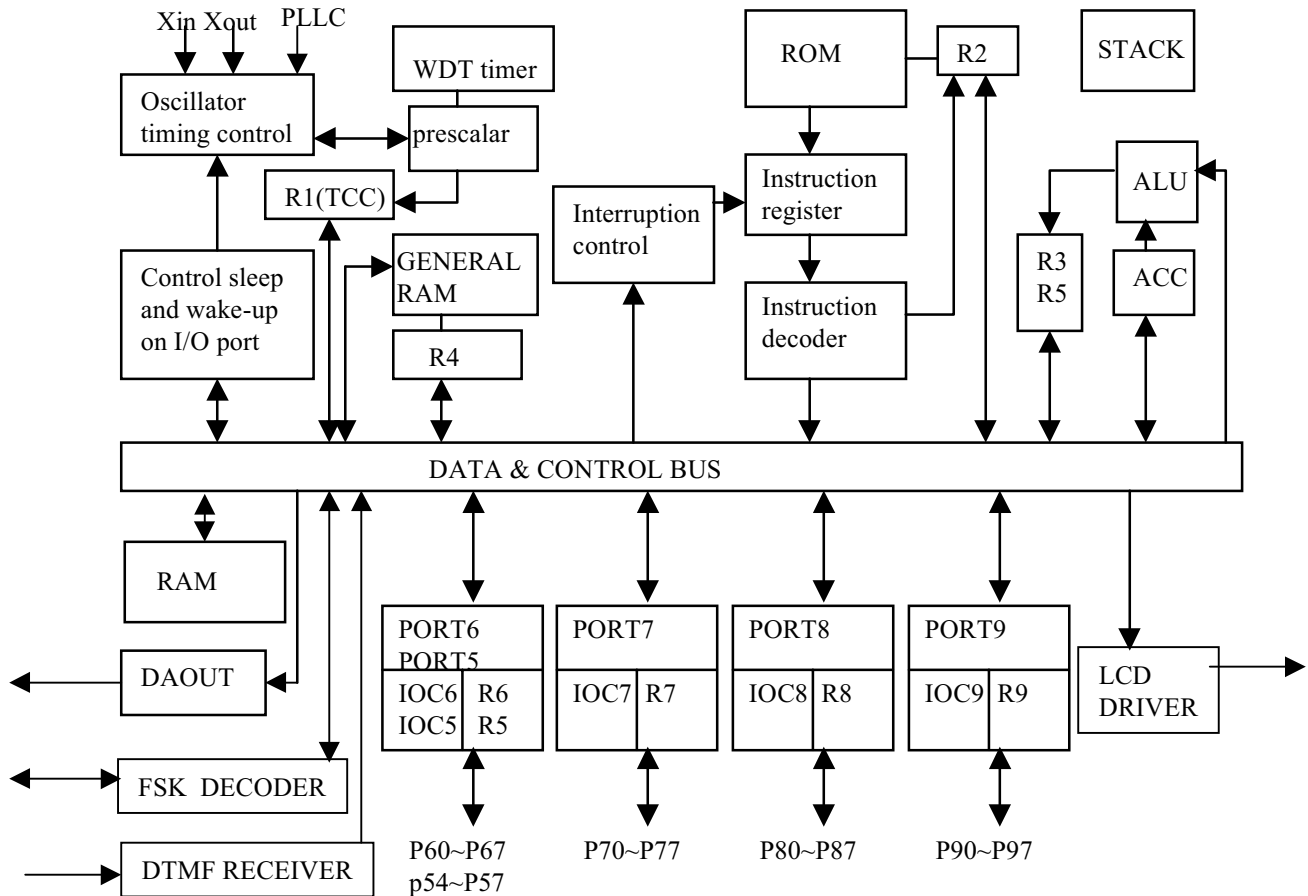 Xin Xout
PLLC
Oscillator
timing control
WDT timer
prescalar
R1(TCC)
Control sleep
and wake-up
on I/O port
GENERAL
RAM
R4
Interruption
control
ROM
R2
Instruction
register
Instruction
decoder
STACK
ALU
R3
R5
ACC
DATA & CONTROL BUS
RAM
DAOUT
FSK DECODER
DTMF RECEIVER
PORT6
PORT5
IOC6
IOC5
R6
R5
P60~P67
p54~P57
PORT7
IOC7
R7
P70~P77
PORT8
IOC8
R8
P80~P87
PORT9
IOC9
R9
P90~P97
LCD
DRIVER